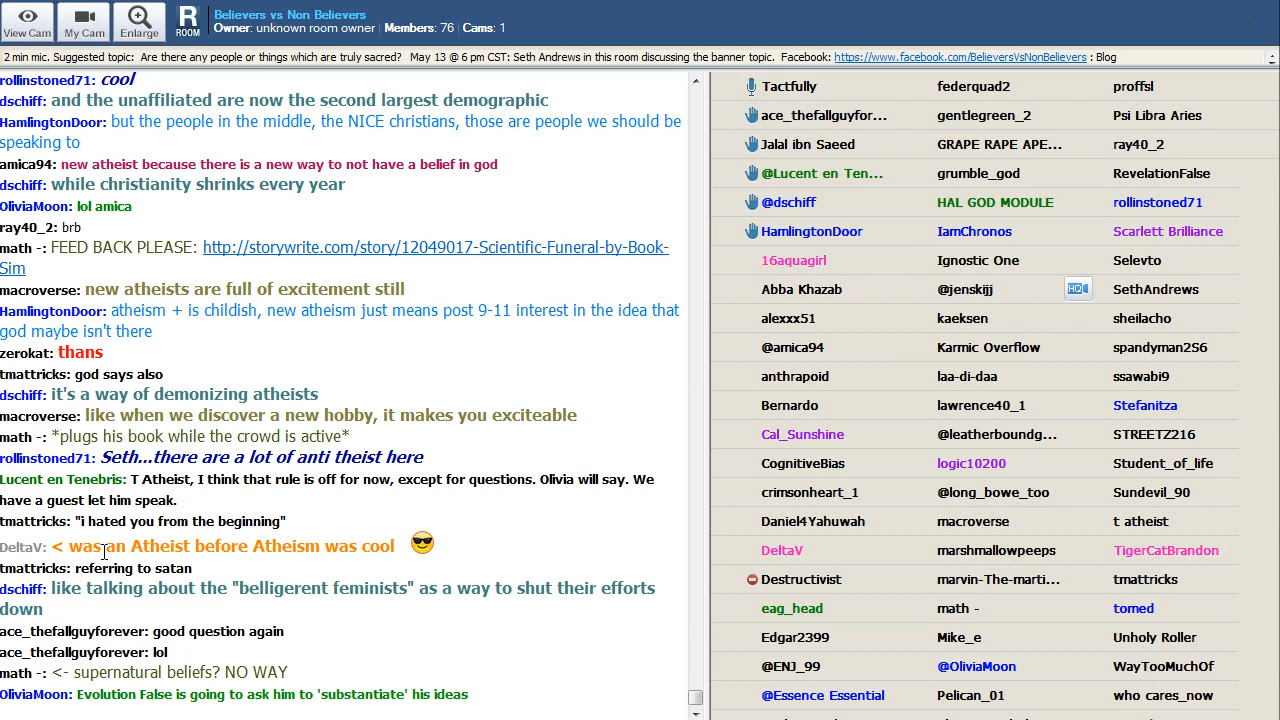 View Cam
My Cam
Enlarge
R
ROOM
Believers vs Non Believers
Owner: unknown room owner | Members: 76 | Cams: 1
2 min mic. Suggested topic: Are there any people or things which are truly sacred? May 13 @ 6 pm CST: Seth Andrews in this room discussing the banner topic. Facebook: https://www.facebook.com/BelieversVsNonBelievers : Blog
rollinstoned71: cool
dschiff: and the unaffiliated are now the second largest demographic
HamlingtonDoor: but the people in the middle, the NICE christians, those are people we should be
speaking to
amica94: new atheist because there is a new way to not have a belief in god
dschiff: while christianity shrinks every year
OliviaMoon: lol amica
ray40_2: brb
math -: FEED BACK PLEASE: http://storywrite.com/story/12049017-Scientific-Funeral-by-Book-
Sim
macroverse: new atheists are full of excitement still
HamlingtonDoor: atheism + is childish, new atheism just means post 9-11 interest in the idea that
god maybe isn't there
zerokat: thans
tmattricks: god says also
dschiff: it's a way of demonizing atheists
macroverse: like when we discover a new hobby, it makes you exciteable
math -: *plugs his book while the crowd is active*
rollinstoned71: Seth...there are a lot of anti theist here
Lucent en Tenebris: T Atheist, I think that rule is off for now, except for questions. Olivia will say. We
have a guest let him speak.
tmattricks: "i hated you from the beginning"
DeltaV: < was an Atheist before Atheism was cool
tmattricks: referring to satan
dschiff: like talking about the "belligerent feminists" as a way to shut their efforts
down
ace_thefallguyforever: good question again
ace_thefallguyforever: lol
math -: <- supernatural beliefs? NO WAY
OliviaMoon: Evolution False is going to ask him to 'substantiate' his ideas
Tactfully federquad2 proffsl
ace_thefallguyfor... gentlegreen_2 Psi Libra Aries
Jalal ibn Saeed GRAPE RAPE APE... ray40_2
@Lucent en Ten... grumble_god RevelationFalse
@dschiff HAL GOD MODULE rollinstoned71
HamlingtonDoor IamChronos Scarlett Brilliance
16aquagirl Ignostic One Selevto
Abba Khazab @jenskijj HQ SethAndrews
alexxx51 kaeksen sheilacho
@amica94 Karmic Overflow spandyman2S6
anthrapoid laa-di-daa ssawabi9
Bernardo lawrence40_1 Stefanitza
Cal_Sunshine @leatherboundg... STREETZ216
CognitiveBias logic10200 Student_of_life
crimsonheart_1 @long_bowe_too Sundevil_90
Daniel4Yahuwah macroverse t atheist
DeltaV marshmallowpeeps TigerCatBrandon
Destructivist marvin-The-marti... tmattricks
eag_head math - tomed
Edgar2399 Mike_e Unholy Roller
@ENJ_99 @OliviaMoon WayTooMuchOf
@Essence Essential Pelican_01 who cares_now